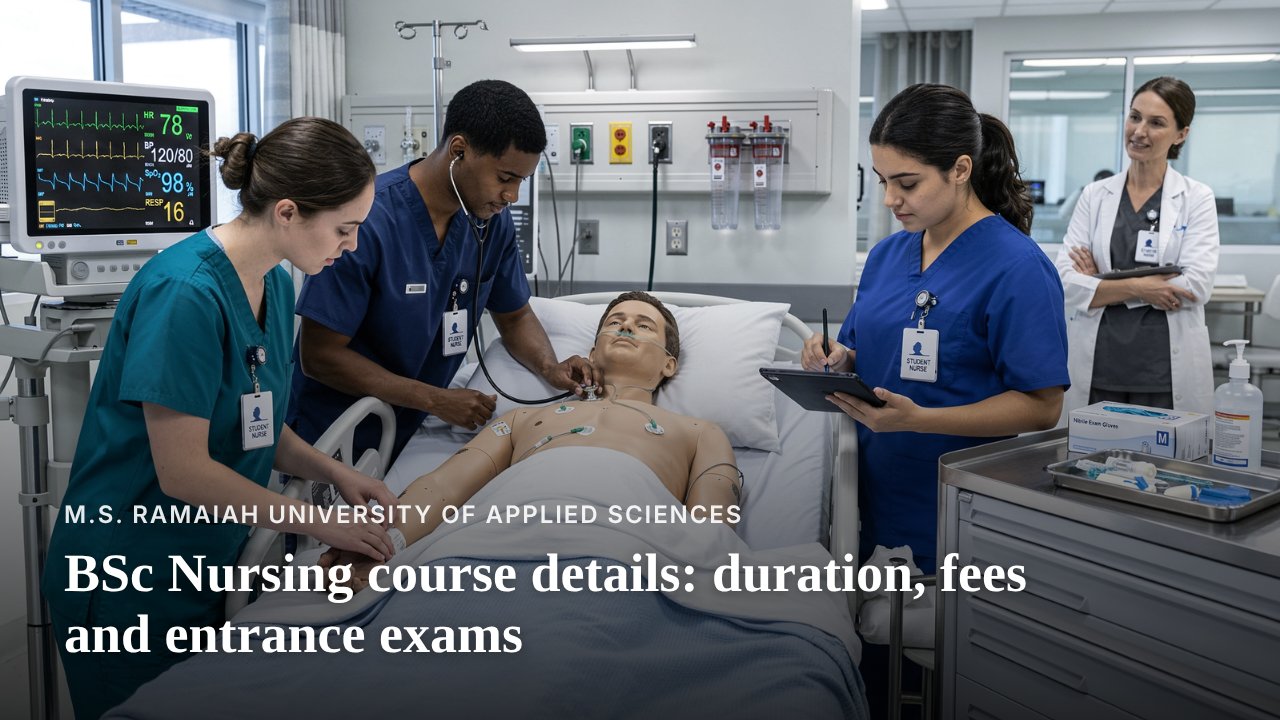 HR
78
BP
120/80
SpO₂
98
%
RESP
16
STUDENT
NURSE
STUDENT
NURSE
STUDENT
NURSE
Nitrile Exam Gloves
M
M.S. RAMAIAH UNIVERSITY OF APPLIED SCIENCES
BSc Nursing course details: duration, fees
and entrance exams